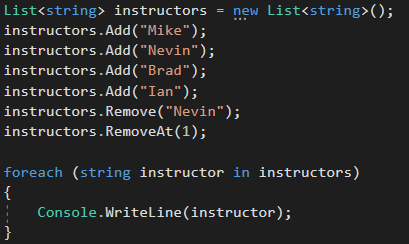 List<string> instructors = new List<string>();
instructors.Add("Mike");
instructors.Add("Nevin");
instructors.Add("Brad");
instructors.Add("Ian");
instructors.Remove("Nevin");
instructors.RemoveAt(1);

foreach (string instructor in instructors)
{
    Console.WriteLine(instructor);
}